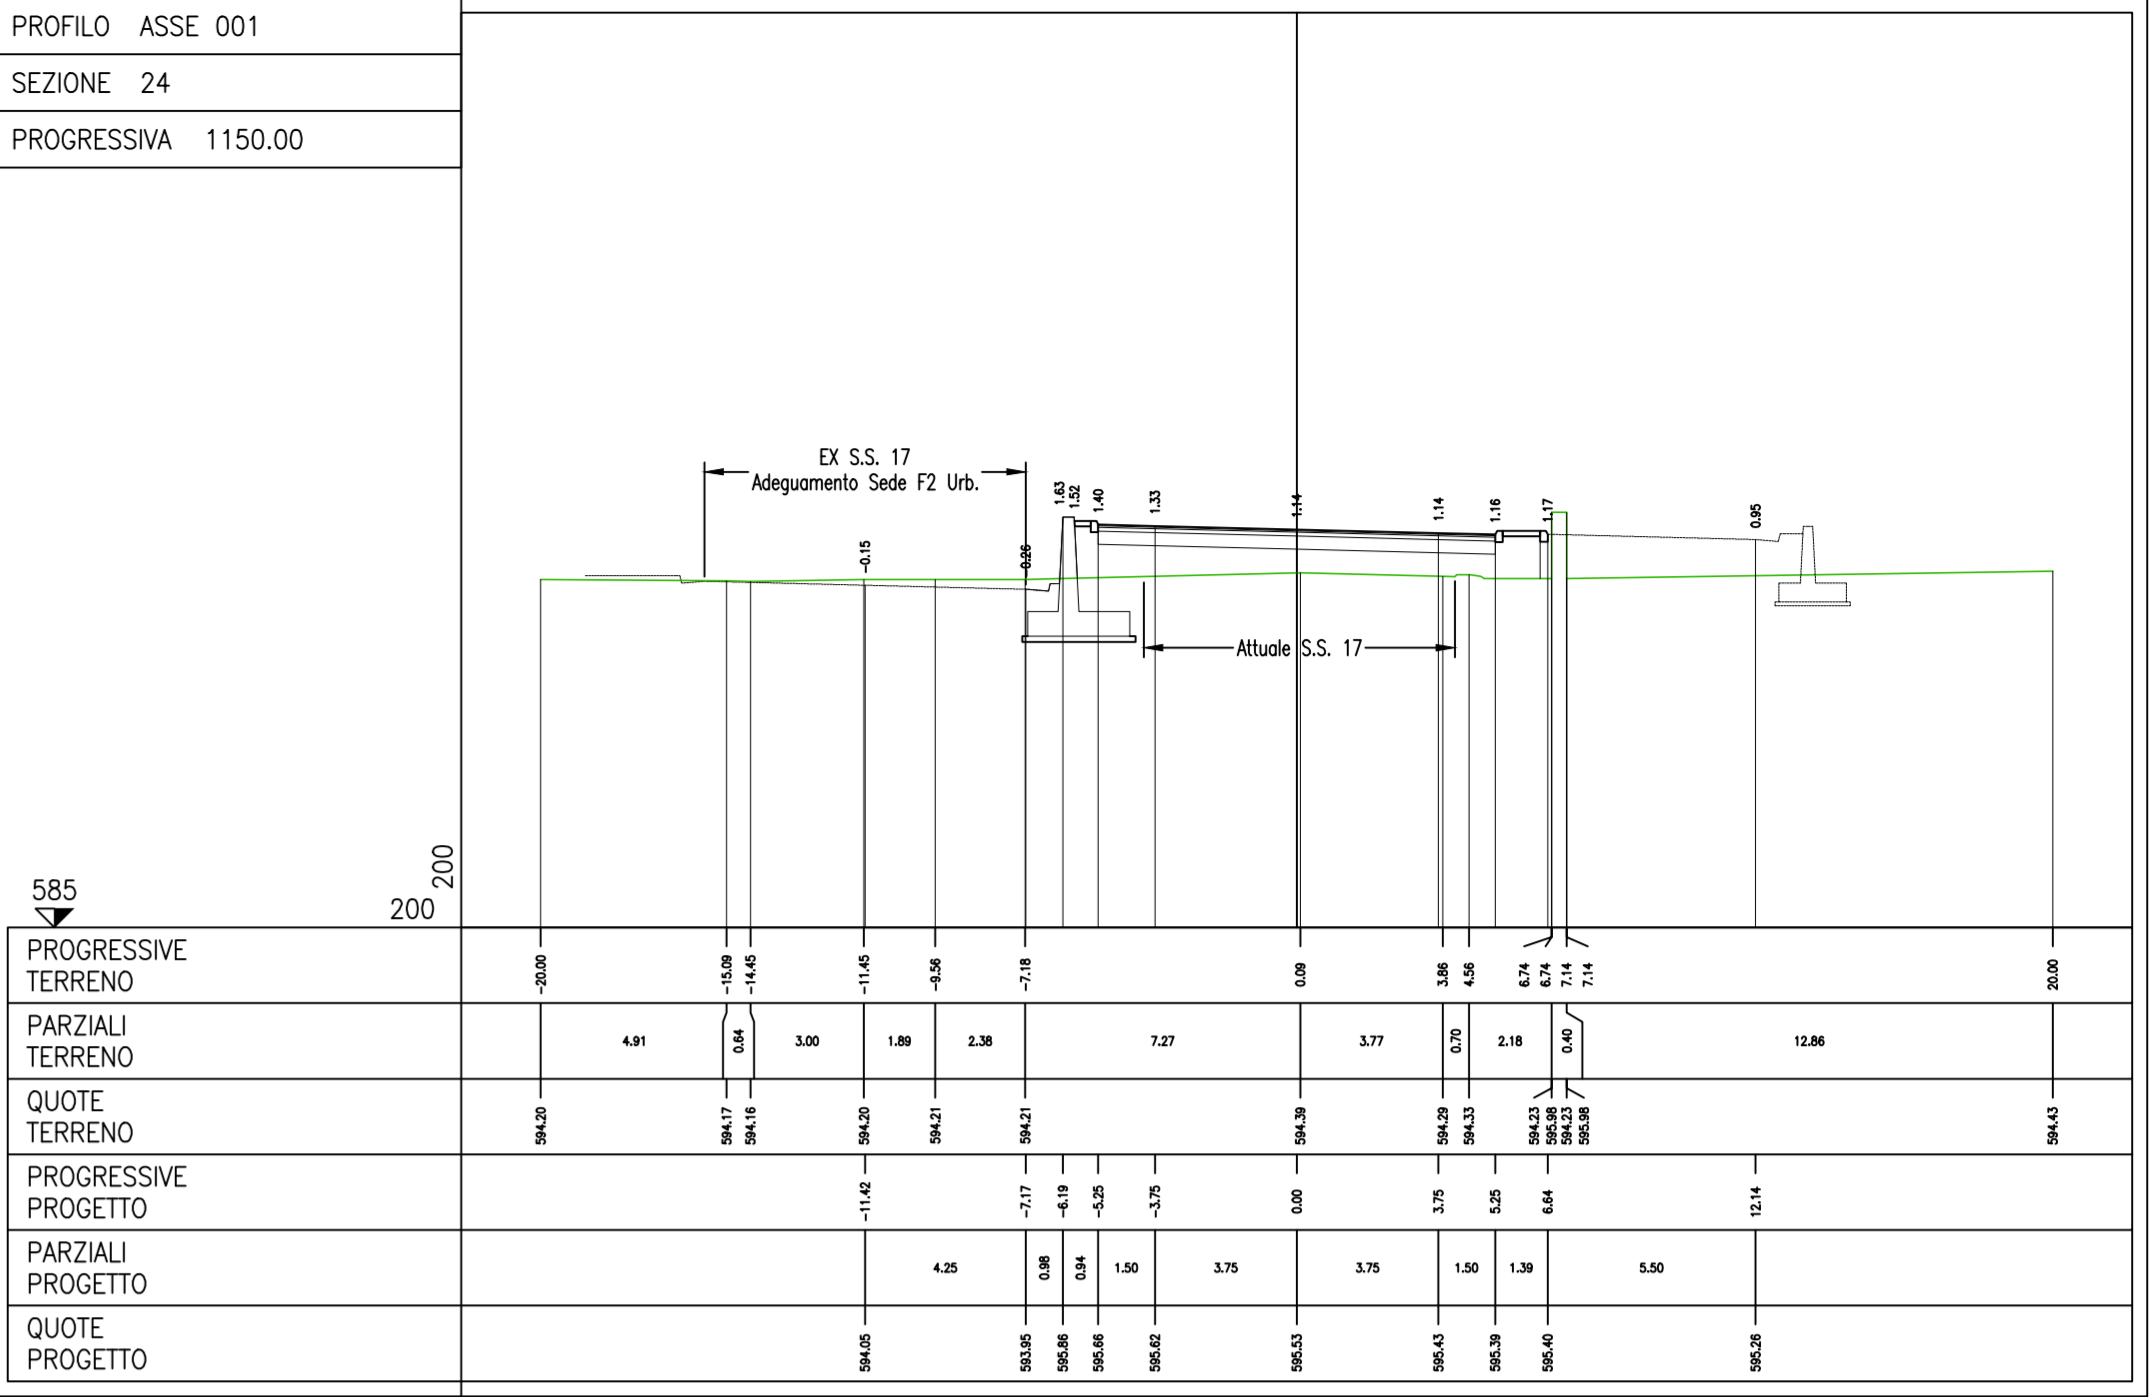 PROFILO ASSE 001
SEZIONE 24
PROGRESSIVA 1150.00
EX S.S. 17
Adeguamento Sede F2 Urb.
-0.15
-0.26
1.63
1.52
1.40
1.33
1.14
1.14
1.16
1.17
0.95
Attuale S.S. 17
585
200
200
PROGRESSIVE
TERRENO
-20.00 -15.09 -14.45 -11.45 -9.56 -7.18 0.09 3.86 4.56 6.74 6.74 7.14 7.14 20.00
PARZIALI
TERRENO
4.91 0.64 3.00 1.89 2.38 7.27 3.77 0.70 2.18 0.40 12.86
QUOTE
TERRENO
594.20 594.17 594.16 594.20 594.21 594.21 594.39 594.29 594.33 594.23 595.98 594.23 595.98 594.43
PROGRESSIVE
PROGETTO
-11.42 -7.17 -6.19 -5.25 -3.75 0.00 3.75 5.25 6.64 12.14
PARZIALI
PROGETTO
4.25 0.98 0.94 1.50 3.75 3.75 1.50 1.39 5.50
QUOTE
PROGETTO
594.05 593.95 595.86 595.66 595.62 595.53 595.43 595.39 595.40 595.26